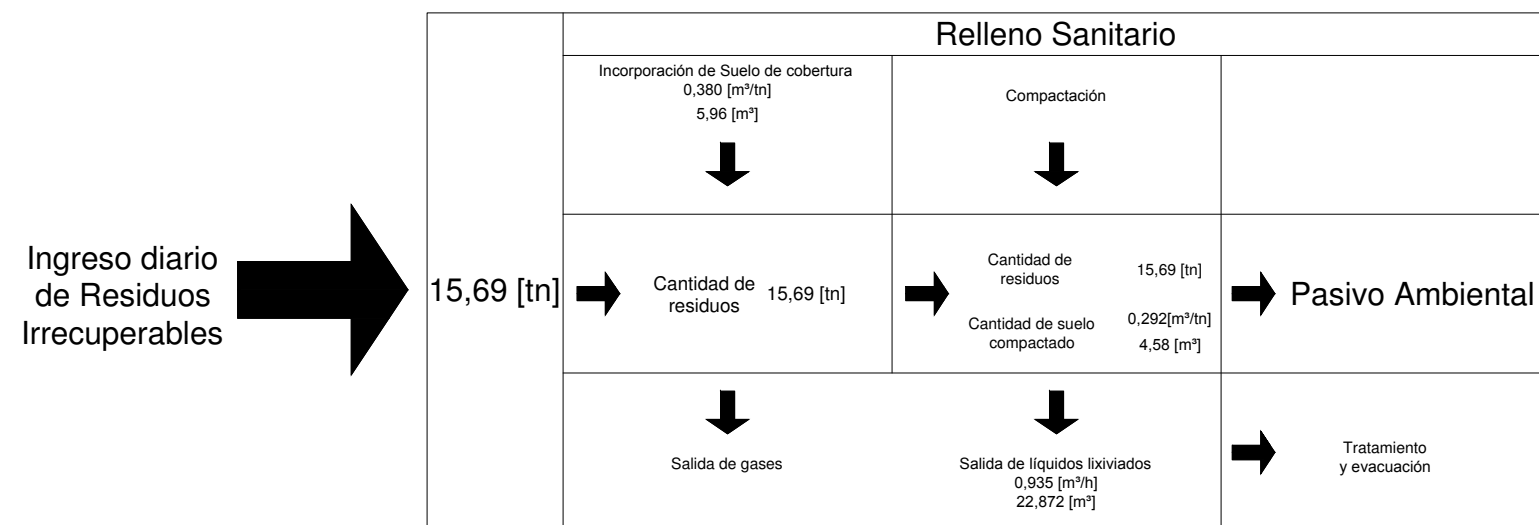 Relleno Sanitario
Incorporación de Suelo de cobertura
0,380 [m³/tn]
5,96 [m³]
Compactación
Ingreso diario
de Residuos
Irrecuperables
15,69 [tn]
Cantidad de
residuos
15,69 [tn]
Cantidad de
residuos
15,69 [tn]
Cantidad de suelo
compactado
0,292[m³/tn]
4,58 [m³]
Pasivo Ambiental
Salida de gases
Salida de líquidos lixiviados
0,935 [m³/h]
22,872 [m³]
Tratamiento
y evacuación